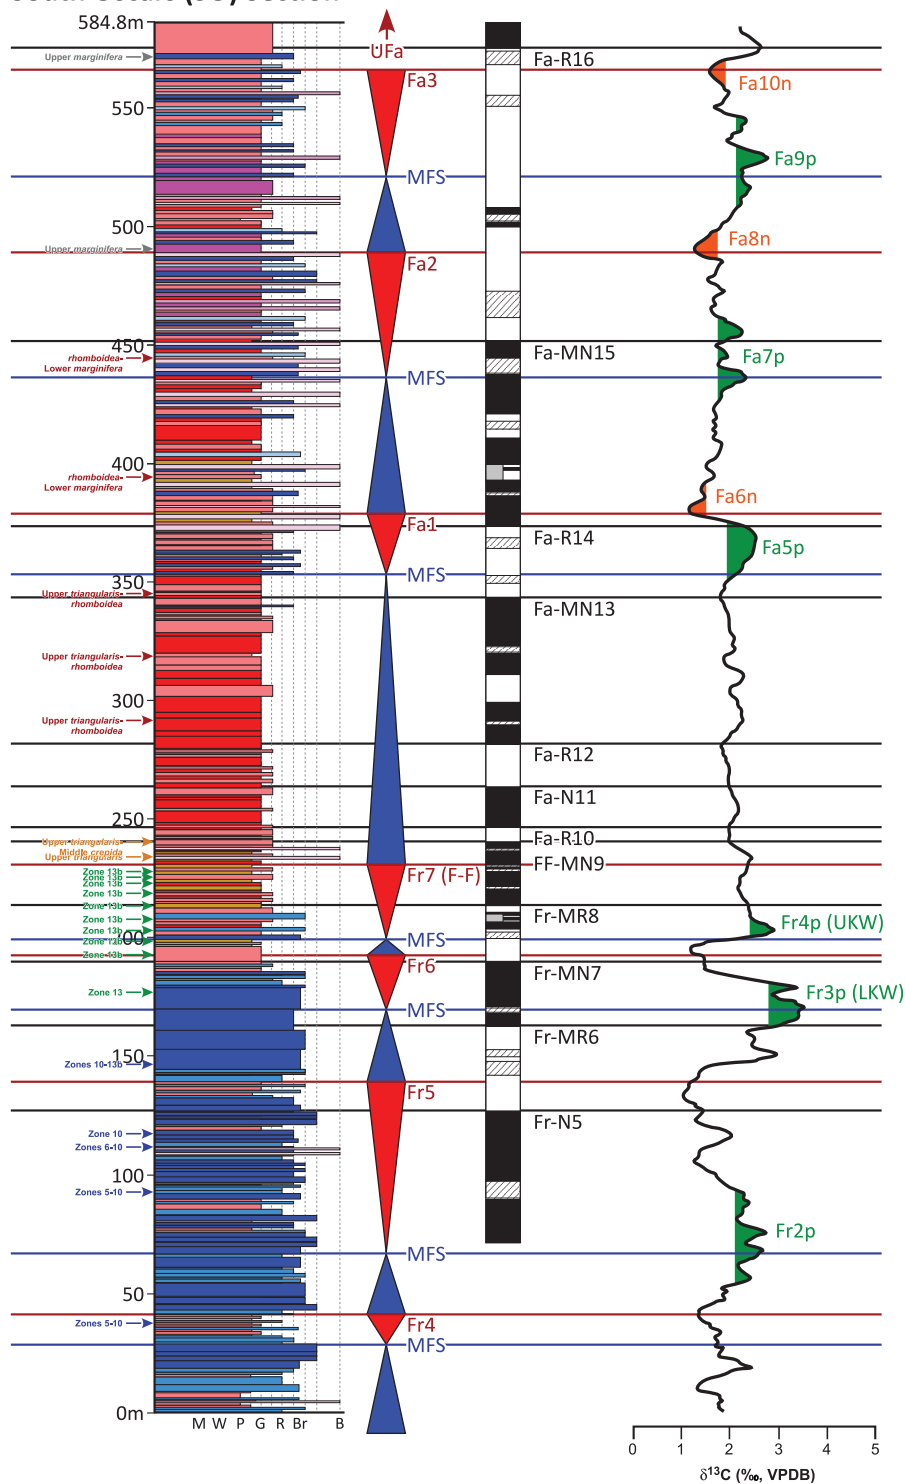 584.8m
UFa
Upper marginifera
Fa-R16
Fa3
Fa10n
550
Fa9p
MFS
500
Fa8n
Upper marginifera
Fa2
450
Fa-MN15
rhomboidea-
Lower marginifera
Fa7p
MFS
400
rhomboidea-
Lower marginifera
Fa6n
Fa1
Fa-R14
Fa5p
MFS
350
Upper triangularis-
rhomboidea
Fa-MN13
Upper triangularis-
rhomboidea
300
Upper triangularis-
rhomboidea
Fa-R12
Fa-N11
250
Fa-R10
Upper triangularis-
Middle crepida
Upper triangularis
FF-MN9
Zone 13b
Fr7 (F-F)
Zone 13b
Zone 13b
Zone 13b
Zone 13b
Zone 13b
Fr-MR8
Fr4p (UKW)
Zone 13b
Zone 13b
200
MFS
Zone 13b
Fr6
Fr-MN7
Zone 13
Fr3p (LKW)
MFS
Fr-MR6
150
Zones 10-13b
Fr5
Fr-N5
Zone 10
Zones 6-10
100
Zones 5-10
Fr2p
MFS
50
Zones 5-10
Fr4
MFS
0m
M W P G R Br B
0 1 2 3 4 5
δ13C (‰, VPDB)